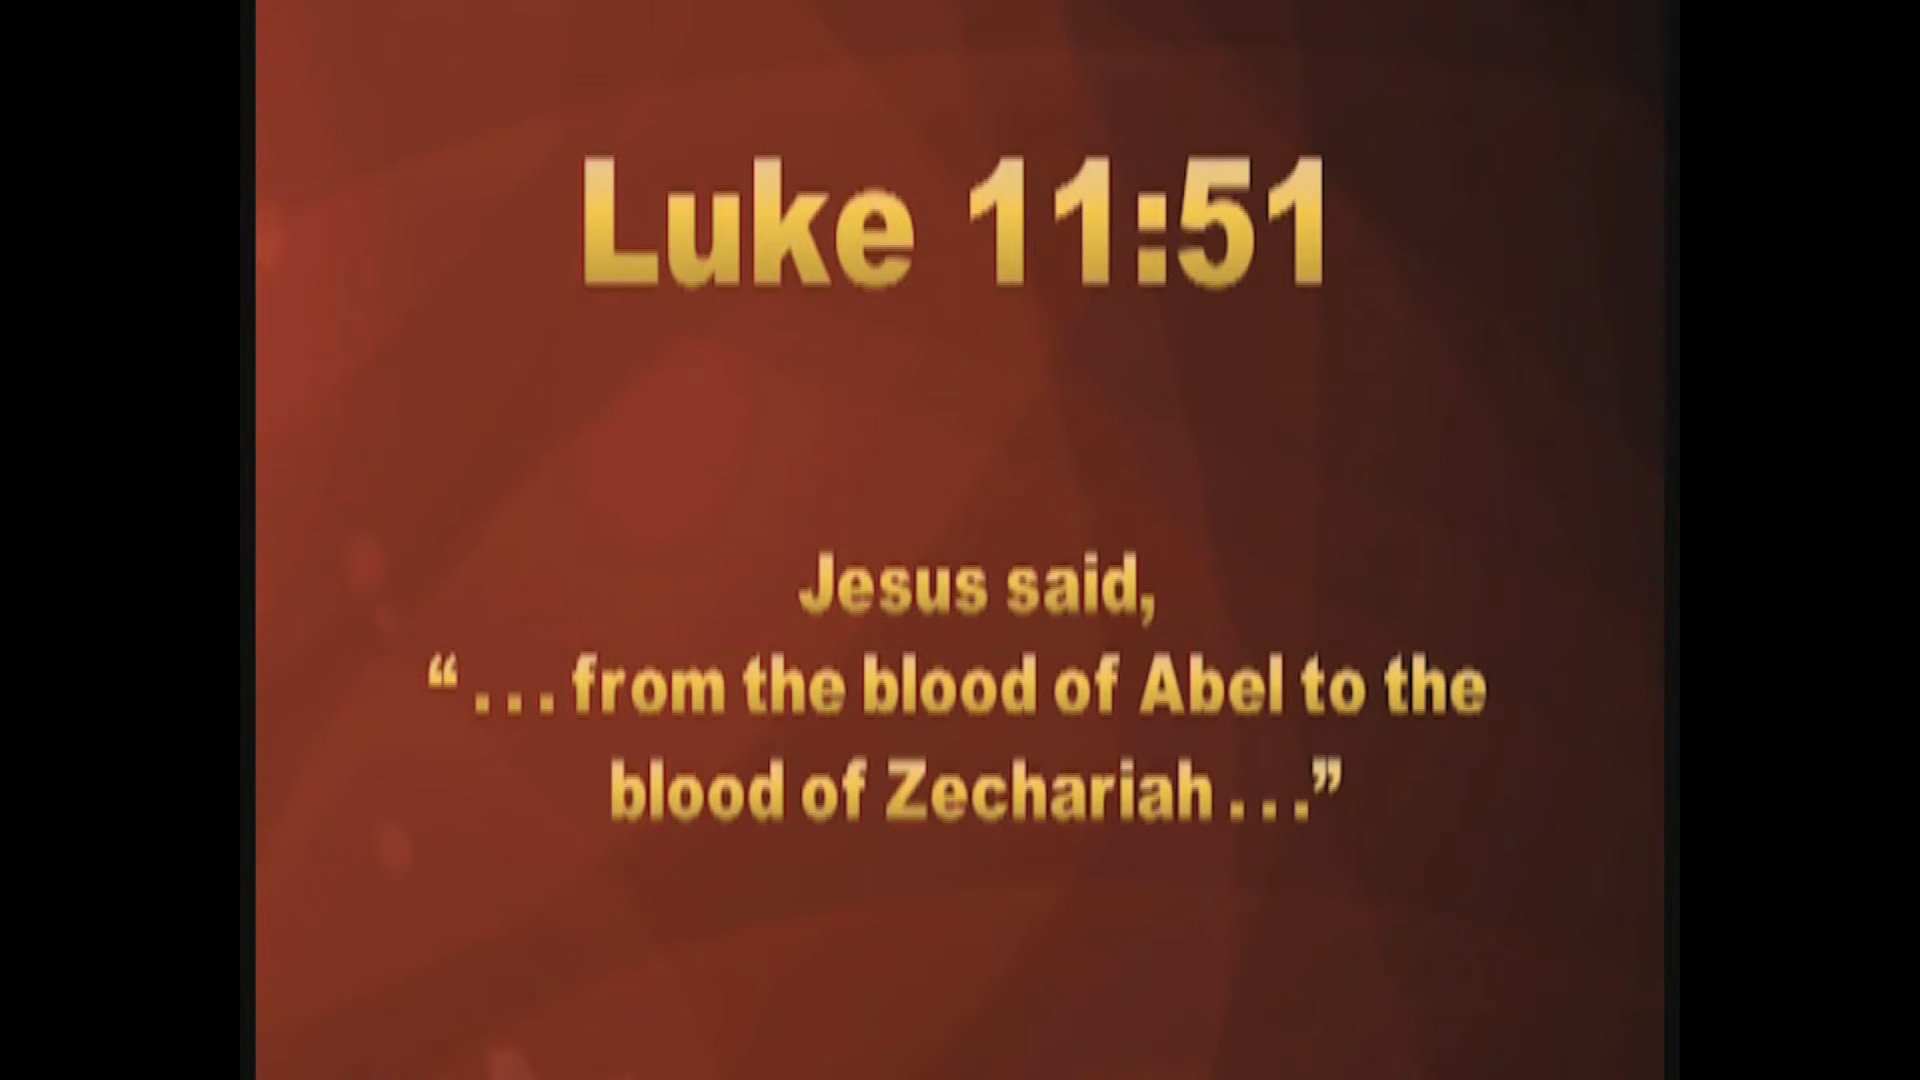 Luke 11:51
Jesus said,
“ . . . from the blood of Abel to the
blood of Zechariah . . .”